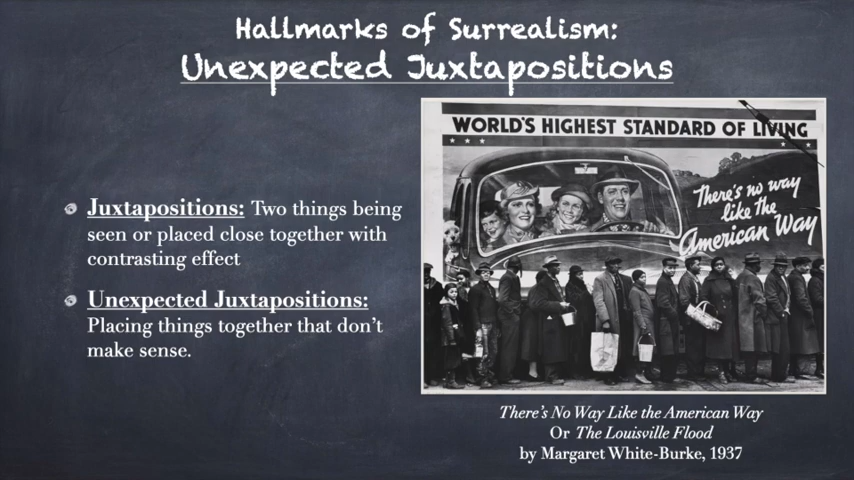 Hallmarks of Surrealism:
Unexpected Juxtapositions
Juxtapositions: Two things being
seen or placed close together with
contrasting effect
Unexpected Juxtapositions:
Placing things together that don't
make sense.
WORLD'S HIGHEST STANDARD OF LIVING
There's no way
like the
American Way
There's No Way Like the American Way
Or The Louisville Flood
by Margaret White-Burke, 1937